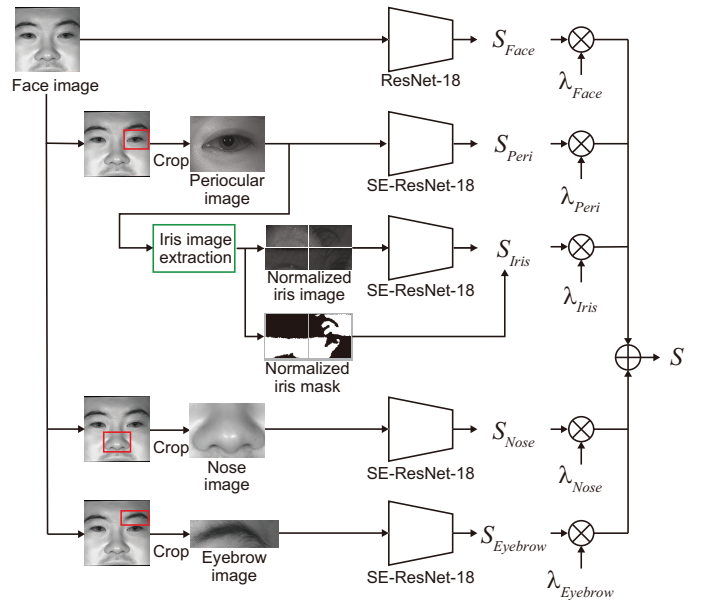 Face image
ResNet-18
S_Face
λ_Face
Crop
Periocular
image
SE-ResNet-18
S_Peri
λ_Peri
Iris image
extraction
Normalized
iris image
SE-ResNet-18
S_Iris
λ_Iris
Normalized
iris mask
S
Crop
Nose
image
SE-ResNet-18
S_Nose
λ_Nose
Crop
Eyebrow
image
SE-ResNet-18
S_Eyebrow
λ_Eyebrow